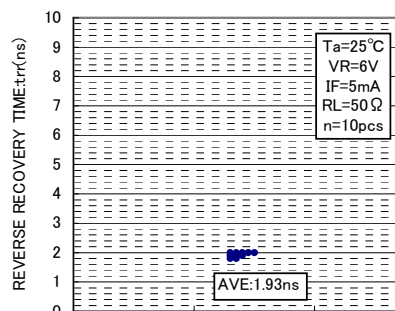 REVERSE RECOVERY TIME:trr(ns)
10
9
8
7
6
5
4
3
2
1
0
Ta=25℃
VR=6V
IF=5mA
RL=50Ω
n=10pcs
AVE:1.93ns